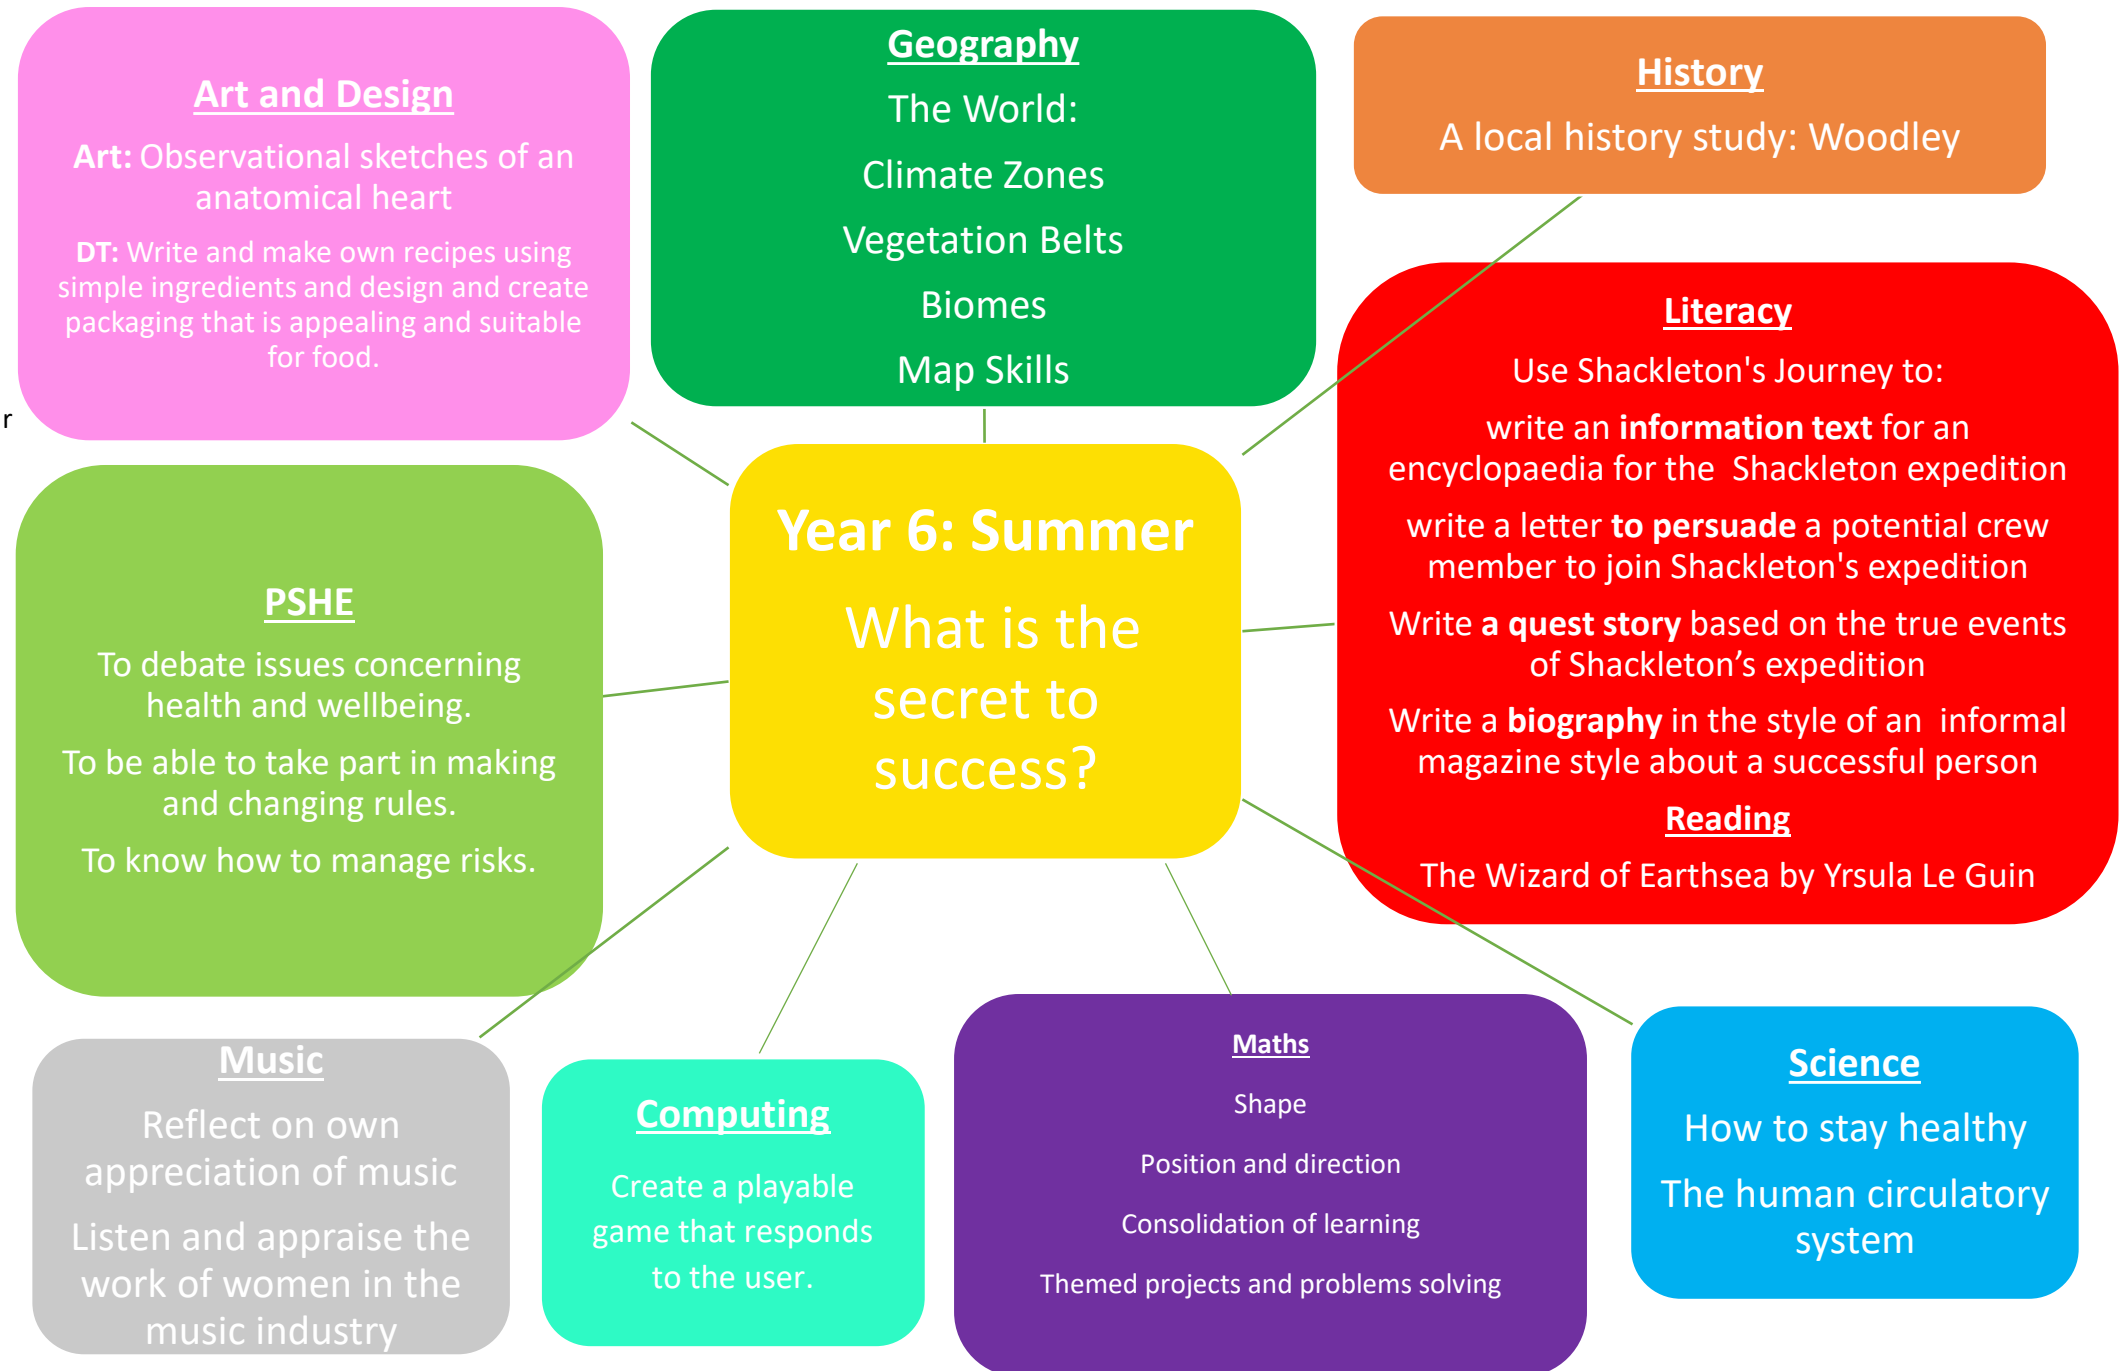 Art and Design
Art: Observational sketches of an
anatomical heart
DT: Write and make own recipes using
simple ingredients and design and create
packaging that is appealing and suitable
for food.
Geography
The World:
Climate Zones
Vegetation Belts
Biomes
Map Skills
History
A local history study: Woodley
r
Literacy
Use Shackleton's Journey to:
write an information text for an
encyclopaedia for the  Shackleton expedition
write a letter to persuade a potential crew
member to join Shackleton's expedition
Write a quest story based on the true events
of Shackleton’s expedition
Write a biography in the style of an  informal
magazine style about a successful person
Reading
The Wizard of Earthsea by Yrsula Le Guin
Year 6: Summer
What is the
secret to
success?
PSHE
To debate issues concerning
health and wellbeing.
To be able to take part in making
and changing rules.
To know how to manage risks.
Music
Reflect on own
appreciation of music
Listen and appraise the
work of women in the
music industry
Computing
Create a playable
game that responds
to the user.
Maths
Shape
Position and direction
Consolidation of learning
Themed projects and problems solving
Science
How to stay healthy
The human circulatory
system